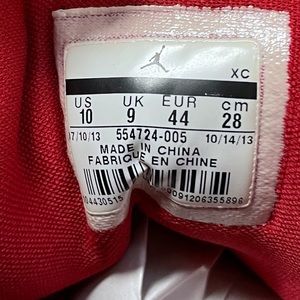 XC
US UK EUR cm
10 9 44 28
7/10/13 554724-005 10/14/13
MADE IN CHINA
FABRIQUE EN CHINE